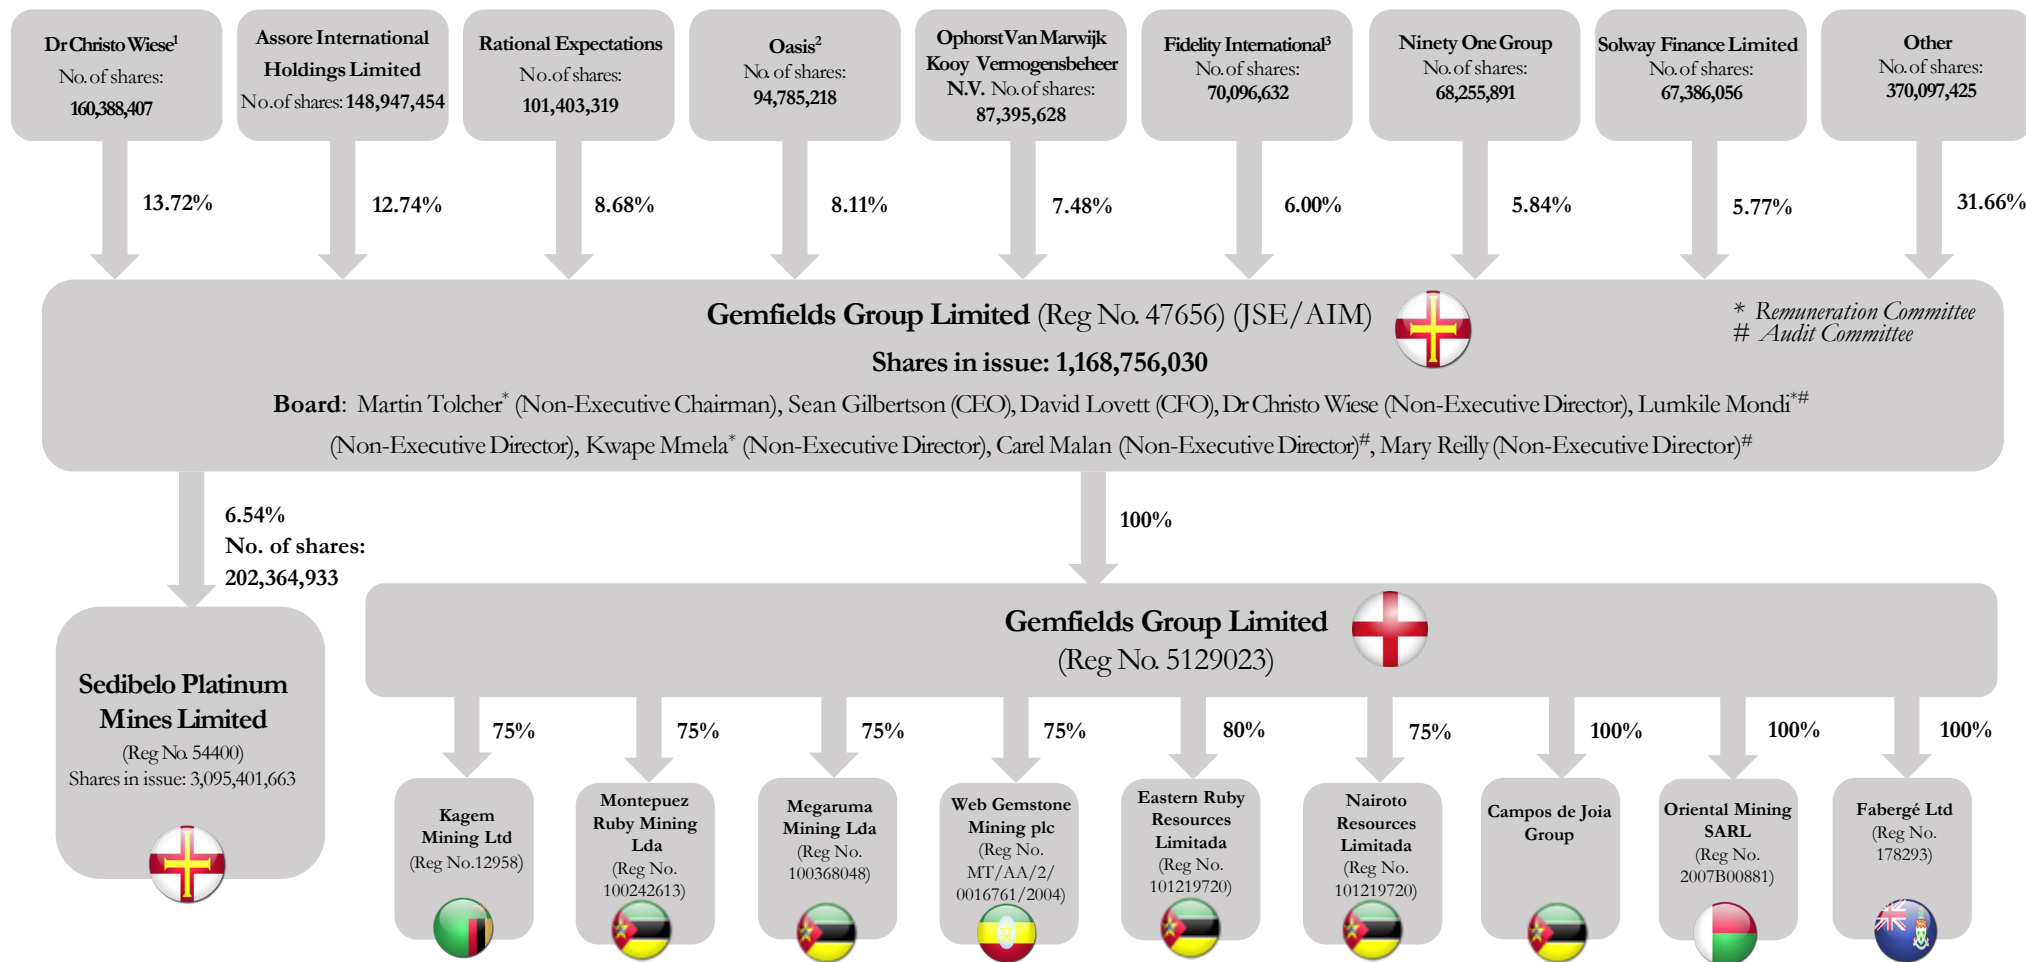 Dr Christo Wiese1
No. of shares:
160,388,407
Assore International
Holdings Limited
No. of shares: 148,947,454
Rational Expectations
No. of shares:
101,403,319
Oasis2
No. of shares:
94,785,218
Ophorst Van Marwijk
Kooy Vermogensbeheer
N.V. No. of shares:
87,395,628
Fidelity International3
No. of shares:
70,096,632
Ninety One Group
No. of shares:
68,255,891
Solway Finance Limited
No. of shares:
67,386,056
Other
No. of shares:
370,097,425
13.72%
12.74%
8.68%
8.11%
7.48%
6.00%
5.84%
5.77%
31.66%
Gemfields Group Limited (Reg No. 47656) (JSE/AIM)
* Remuneration Committee
# Audit Committee
Shares in issue: 1,168,756,030
Board: Martin Tolcher* (Non-Executive Chairman), Sean Gilbertson (CEO), David Lovett (CFO), Dr Christo Wiese (Non-Executive Director), Lumkile Mondi*#
(Non-Executive Director), Kwape Mmela* (Non-Executive Director), Carel Malan (Non-Executive Director)#, Mary Reilly (Non-Executive Director)#
6.54%
No. of shares:
202,364,933
100%
Sedibelo Platinum
Mines Limited
(Reg No. 54400)
Shares in issue: 3,095,401,663
Gemfields Group Limited
(Reg No. 5129023)
75%
75%
75%
75%
80%
75%
100%
100%
100%
Kagem
Mining Ltd
(Reg No.12958)
Montepuez
Ruby Mining
Lda
(Reg No.
100242613)
Megaruma
Mining Lda
(Reg No.
100368048)
Web Gemstone
Mining plc
(Reg No.
MT/AA/2/
0016761/2004)
Eastern Ruby
Resources
Limitada
(Reg No.
101219720)
Nairoto
Resources
Limitada
(Reg No.
101219720)
Campos de Joia
Group
Oriental Mining
SARL
(Reg No.
2007B00881)
Fabergé Ltd
(Reg No.
178293)